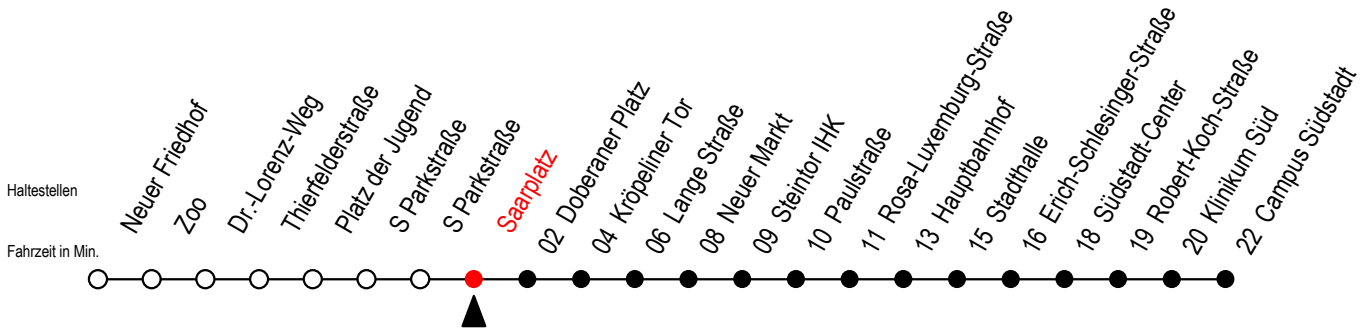 Haltestellen
Fahrzeit in Min.
Neuer Friedhof
Zoo
Dr.-Lorenz-Weg
Thierfelderstraße
Platz der Jugend
S Parkstraße
S Parkstraße
Saarplatz
02 Doberaner Platz
04 Kröpeliner Tor
06 Lange Straße
08 Neuer Markt
09 Steintor IHK
10 Paulstraße
11 Rosa-Luxemburg-Straße
13 Hauptbahnhof
15 Stadthalle
16 Erich-Schlesinger-Straße
18 Südstadt-Center
19 Robert-Koch-Straße
20 Klinikum Süd
22 Campus Südstadt